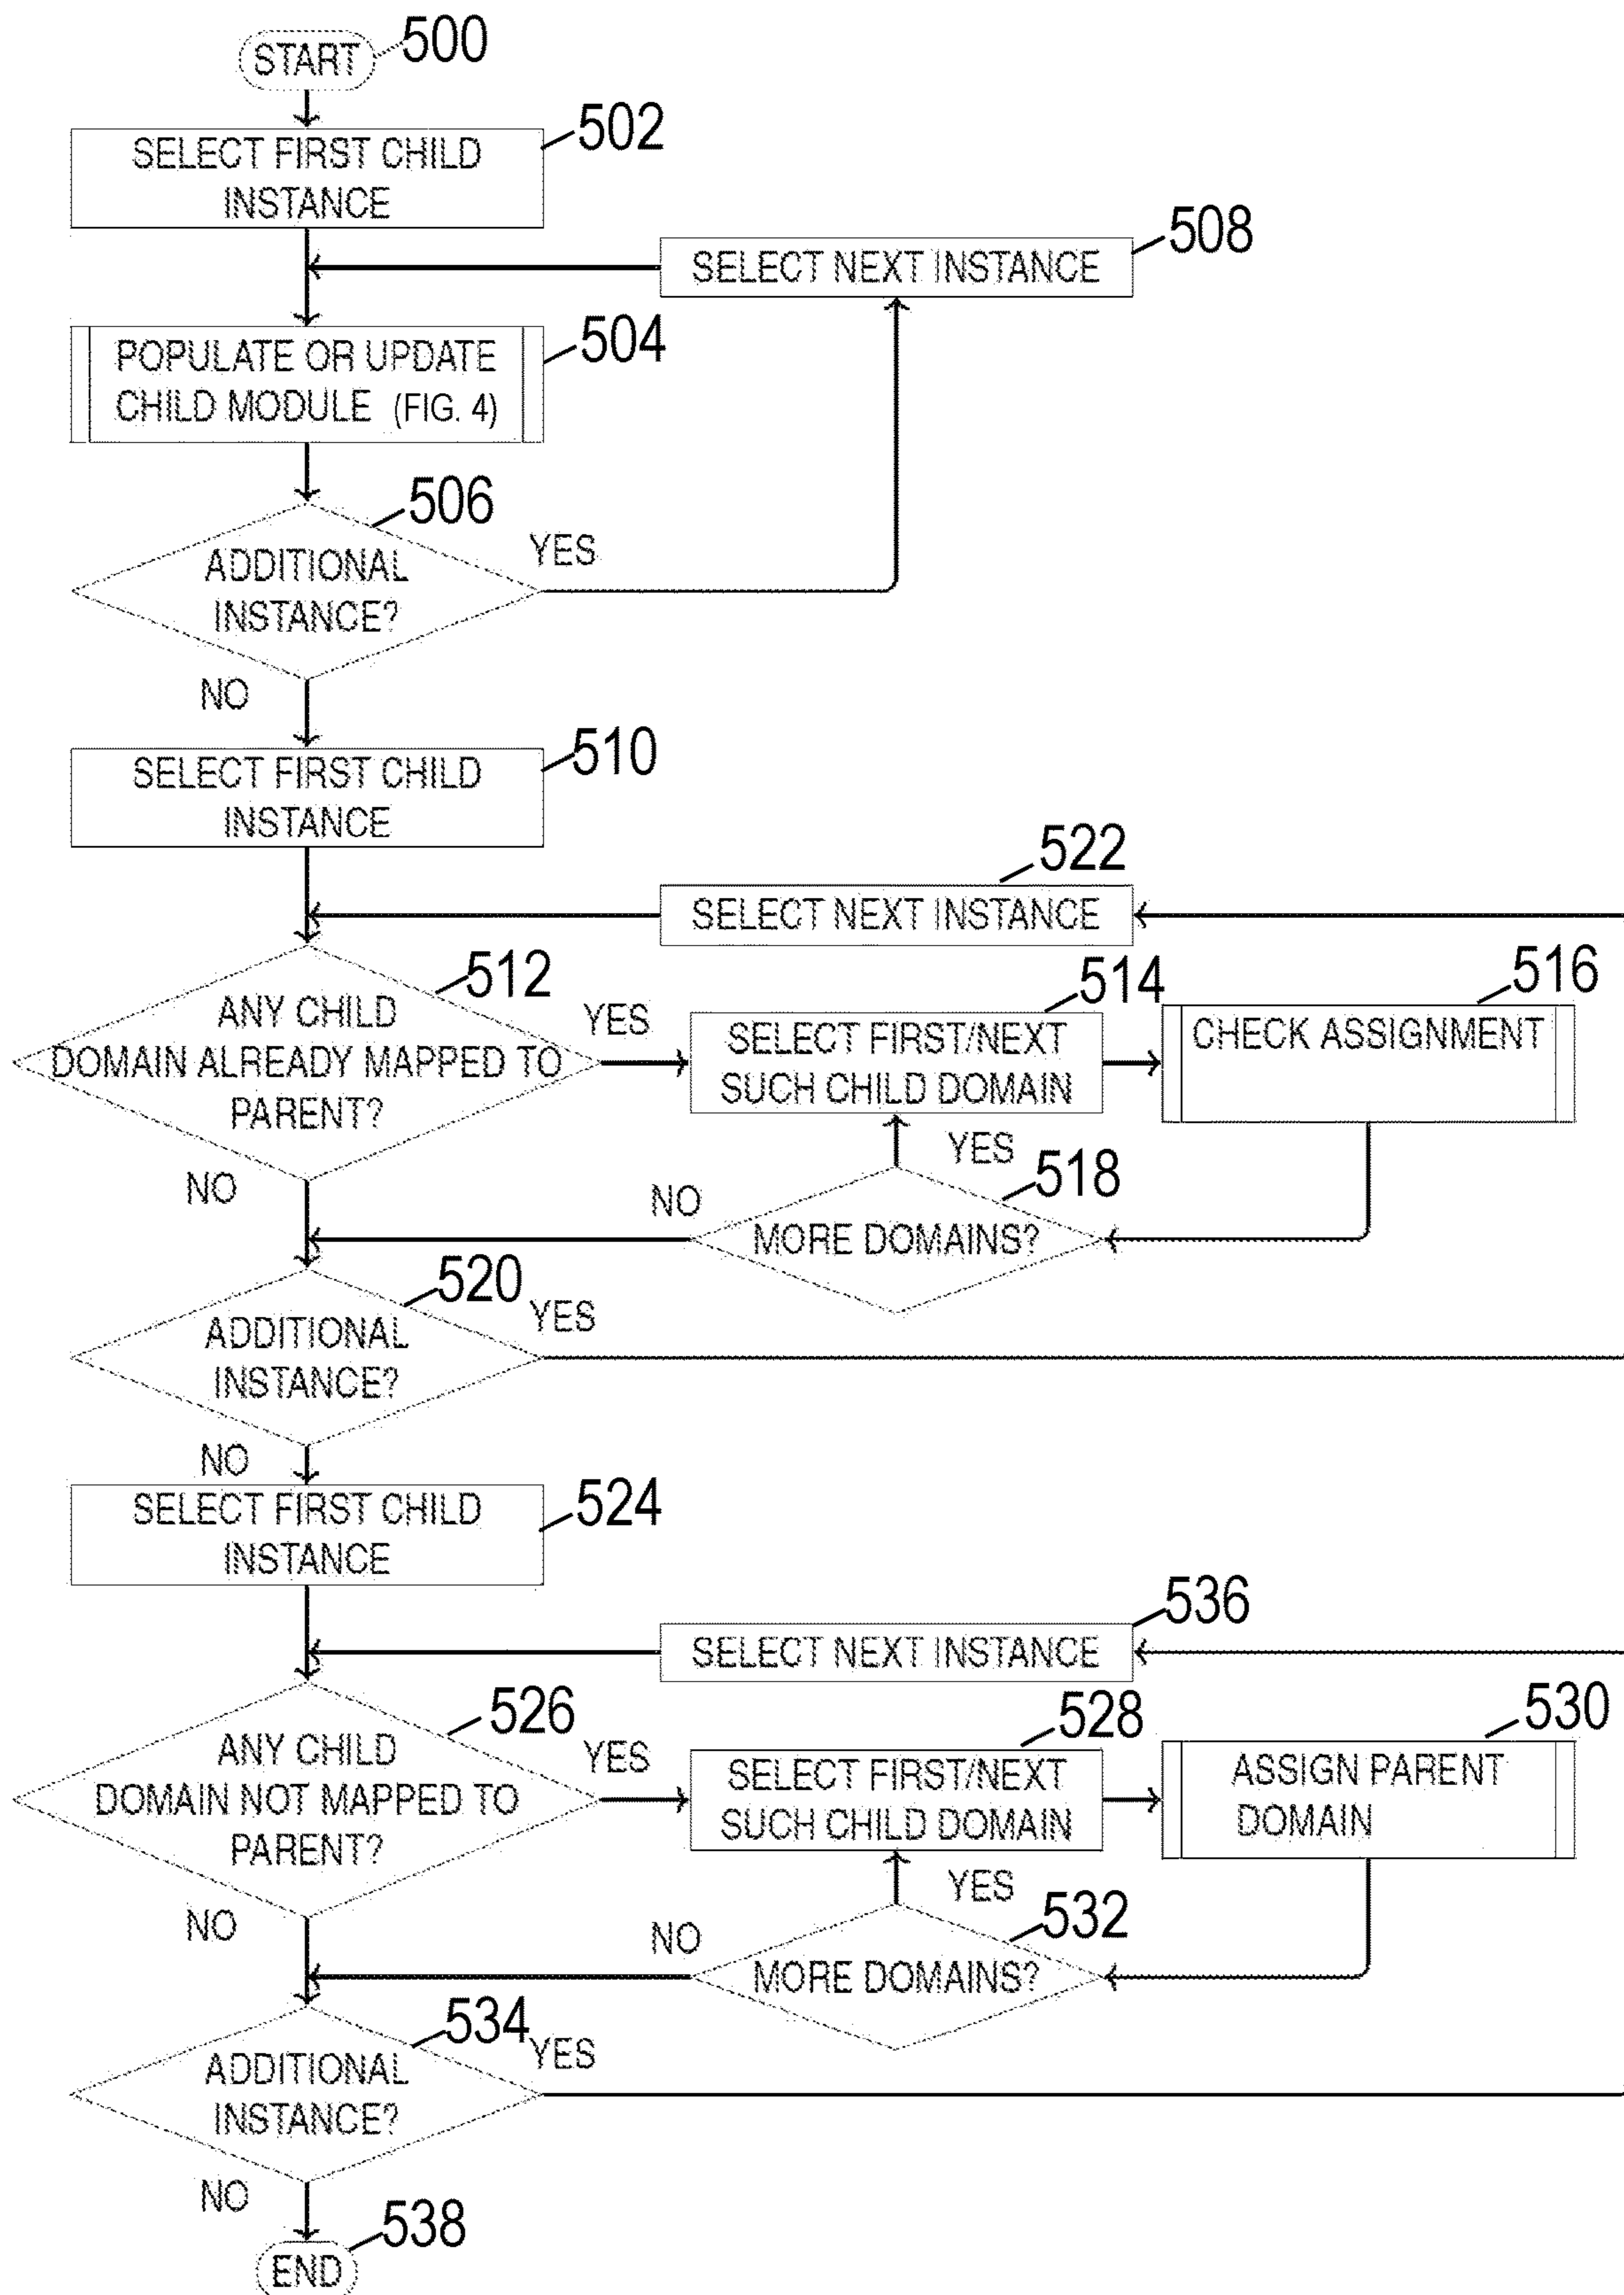 START
500
SELECT FIRST CHILD
INSTANCE
502
SELECT NEXT INSTANCE
508
POPULATE OR UPDATE
CHILD MODULE (FIG. 4)
504
506
ADDITIONAL
INSTANCE?
YES
NO
SELECT FIRST CHILD
INSTANCE
510
522
SELECT NEXT INSTANCE
512
ANY CHILD
DOMAIN ALREADY MAPPED TO
PARENT?
YES
514
SELECT FIRST/NEXT
SUCH CHILD DOMAIN
516
CHECK ASSIGNMENT
YES
518
NO
NO
MORE DOMAINS?
520
ADDITIONAL
INSTANCE?
YES
NO
SELECT FIRST CHILD
INSTANCE
524
536
SELECT NEXT INSTANCE
526
ANY CHILD
DOMAIN NOT MAPPED TO
PARENT?
YES
528
SELECT FIRST/NEXT
SUCH CHILD DOMAIN
530
ASSIGN PARENT
DOMAIN
YES
532
NO
NO
MORE DOMAINS?
534
ADDITIONAL
INSTANCE?
YES
NO
538
END